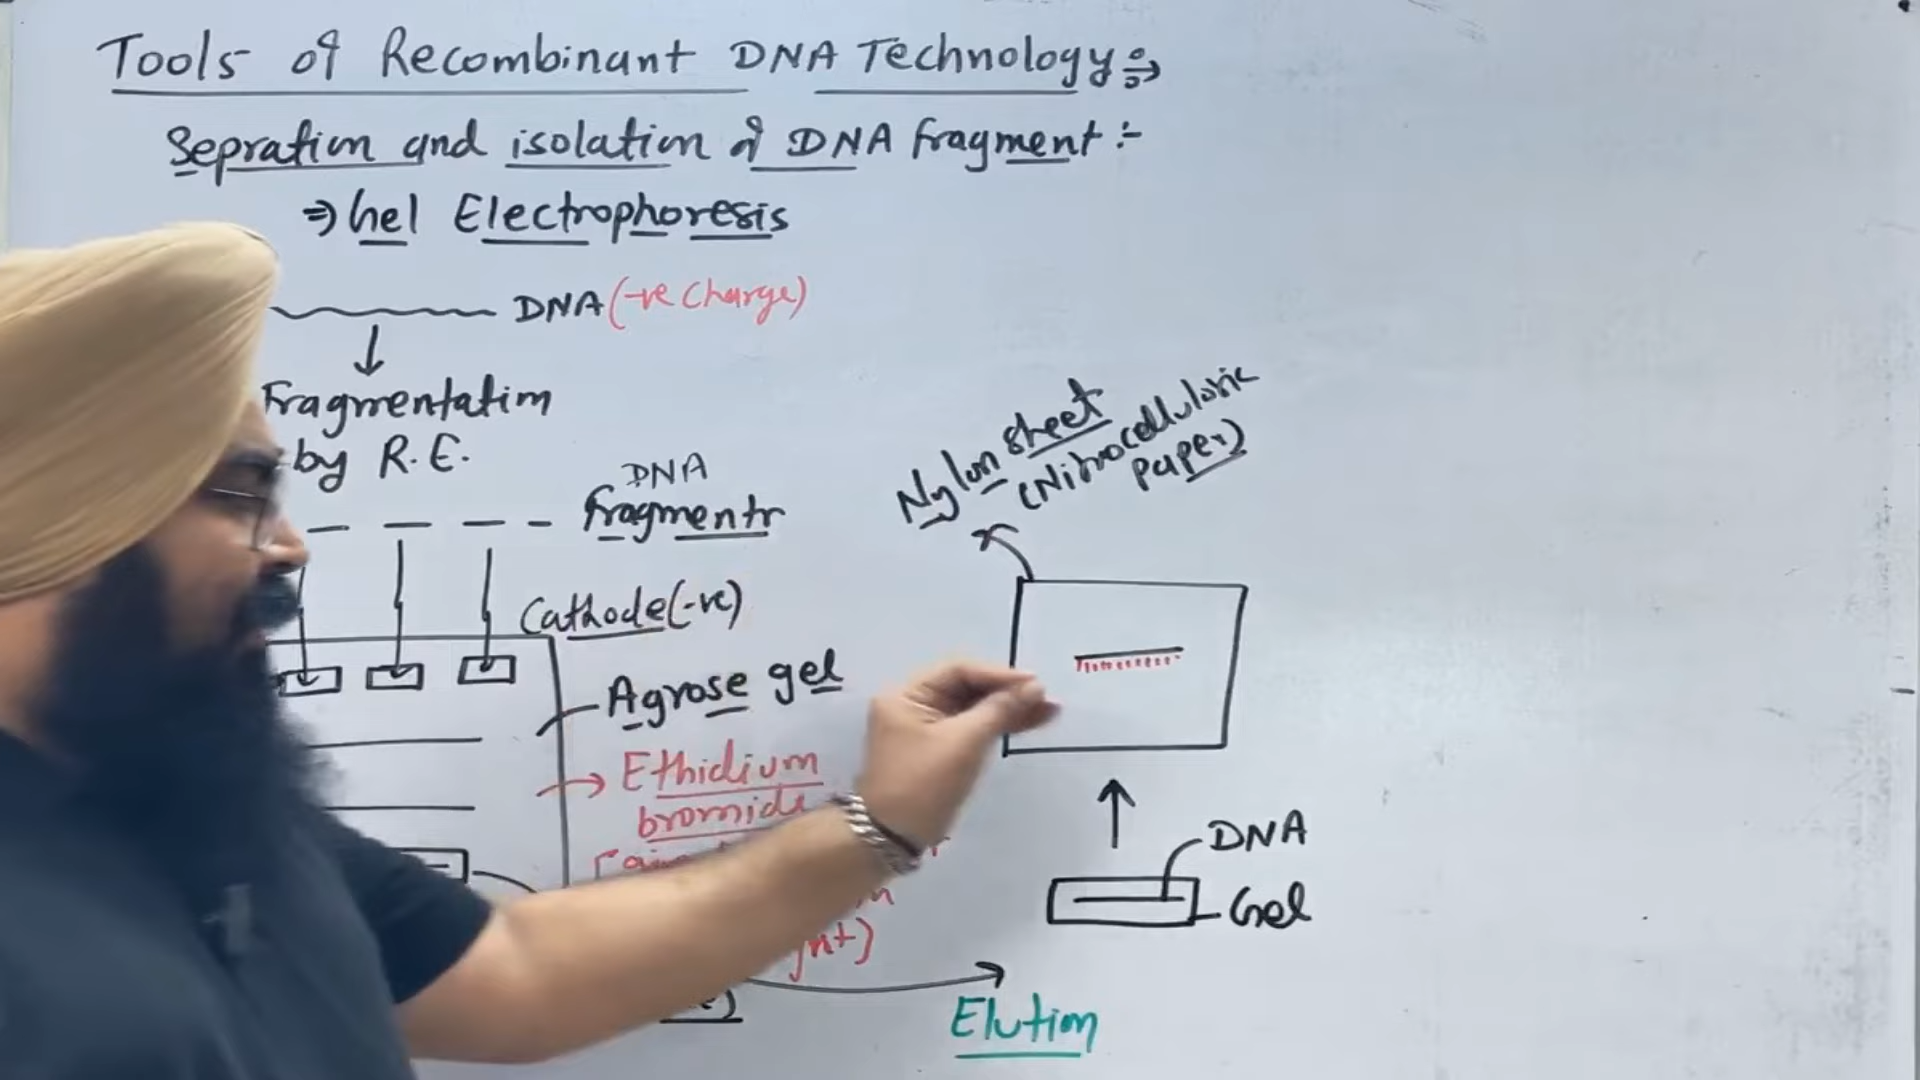 Tools of Recombinant DNA Technology:
Sepration and isolation of DNA fragment :-
⇒ Gel Electrophoresis
DNA (-ve charge)
Fragmentation
by R.E.
DNA
fragments
Cathode(-ve)
Agrose gel
Ethidium
bromide
Nylon sheet
(Nitrocellulosic
paper)
DNA
Gel
Elution